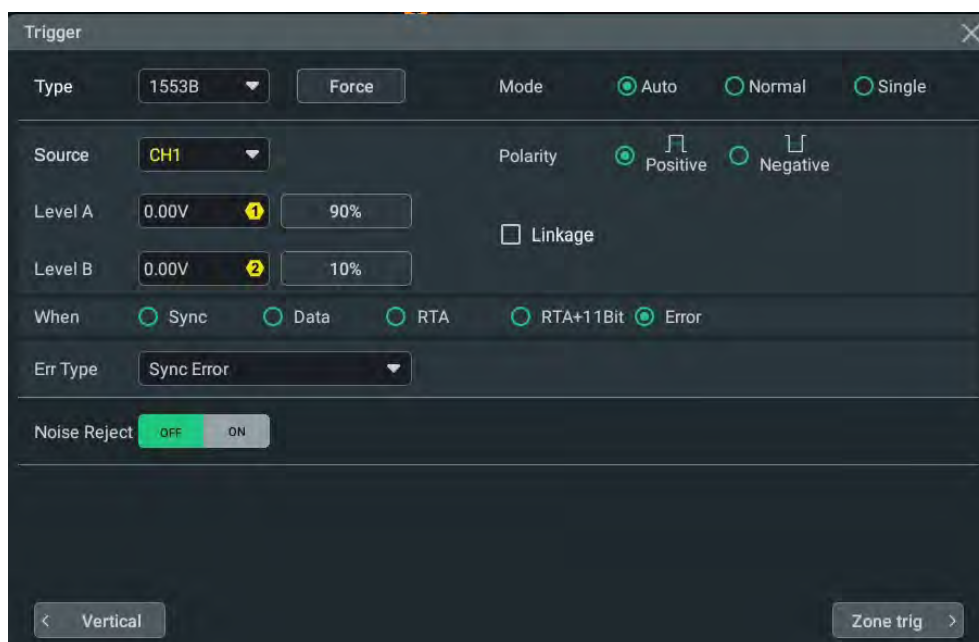 Trigger
Type 1553B Force Mode Auto Normal Single
Source CH1 Polarity Positive Negative
Level A 0.00V 1 90%
Linkage
Level B 0.00V 2 10%
When Sync Data RTA RTA+11Bit Error
Err Type Sync Error
Noise Reject OFF ON
< Vertical Zone trig >